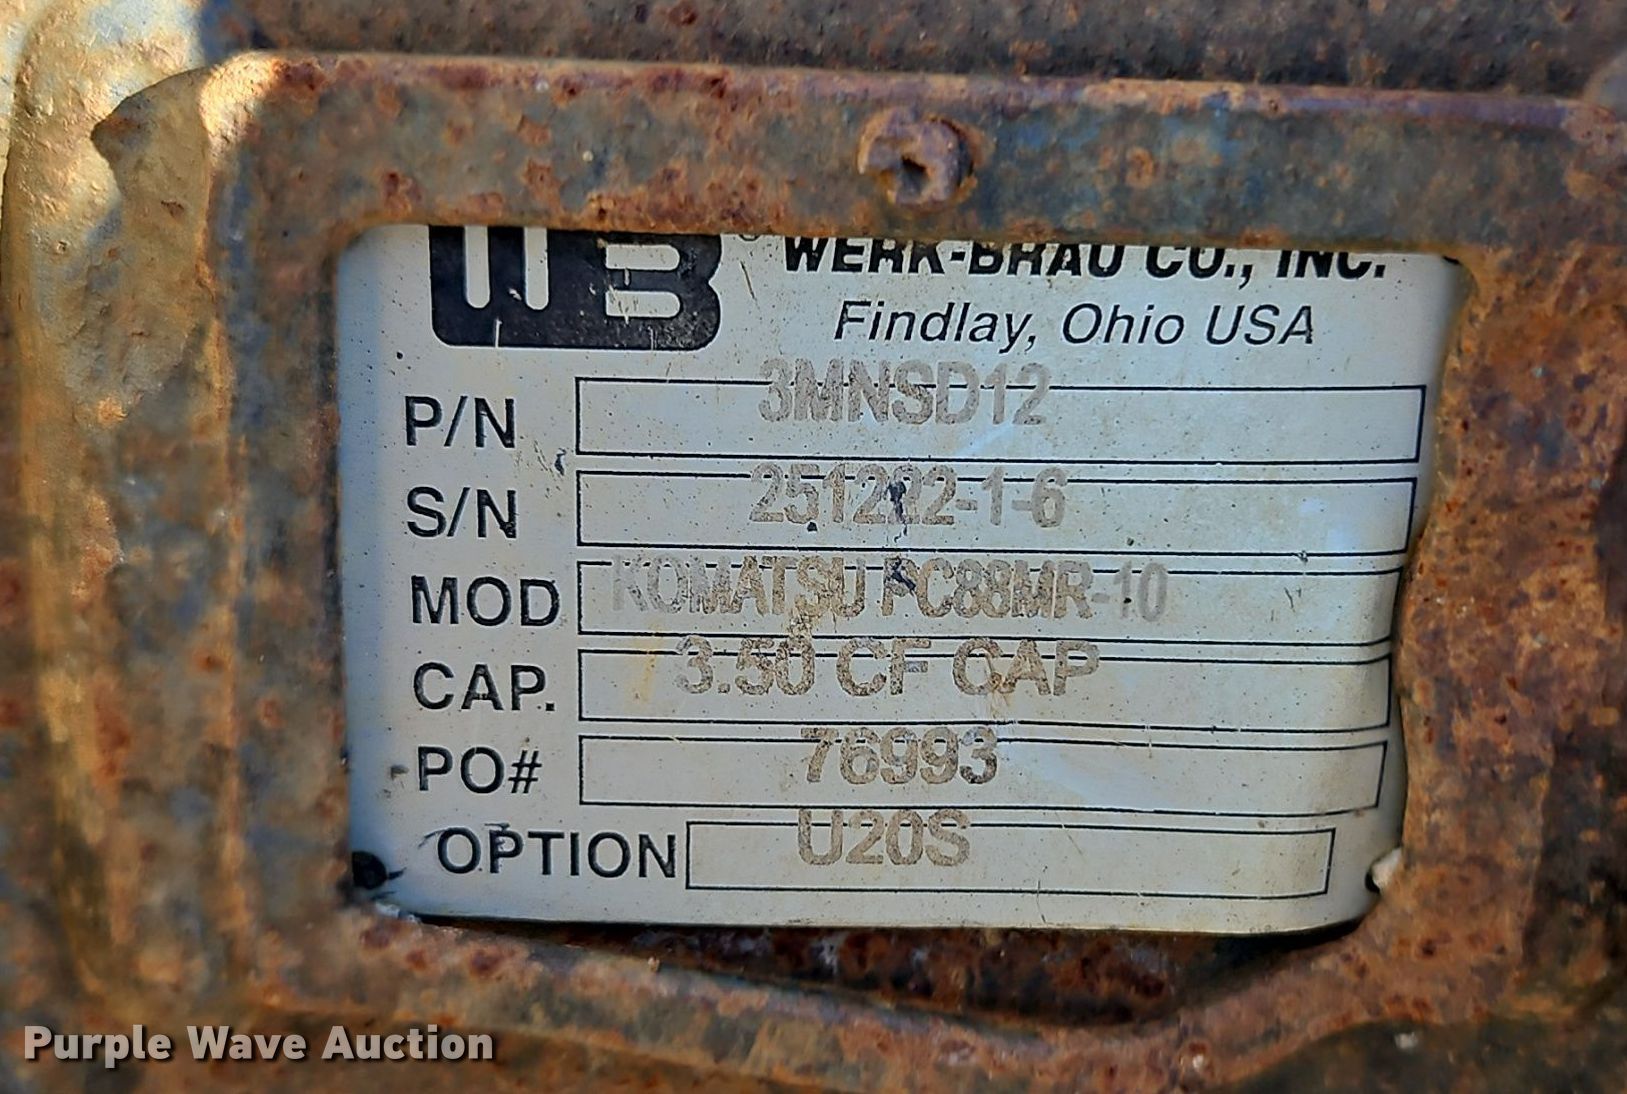 WB® WERK-BRAU CO., INC.
Findlay, Ohio USA
P/N 3MNSD12
S/N 251222-1-6
MOD KOMATSU PC88MR-10
CAP. 3.50 CF CAP
PO# 76993
OPTION U20S
Purple Wave Auction